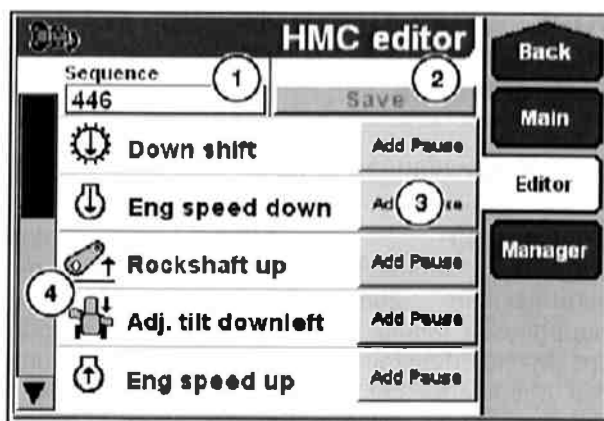 HMC editor
Back
Sequence
1
2
446
Save
Main
Down shift
Add Pause
Editor
Eng speed down
3
Manager
Rockshaft up
Add Pause
4
Adj. tilt downleft
Add Pause
Eng speed up
Add Pause